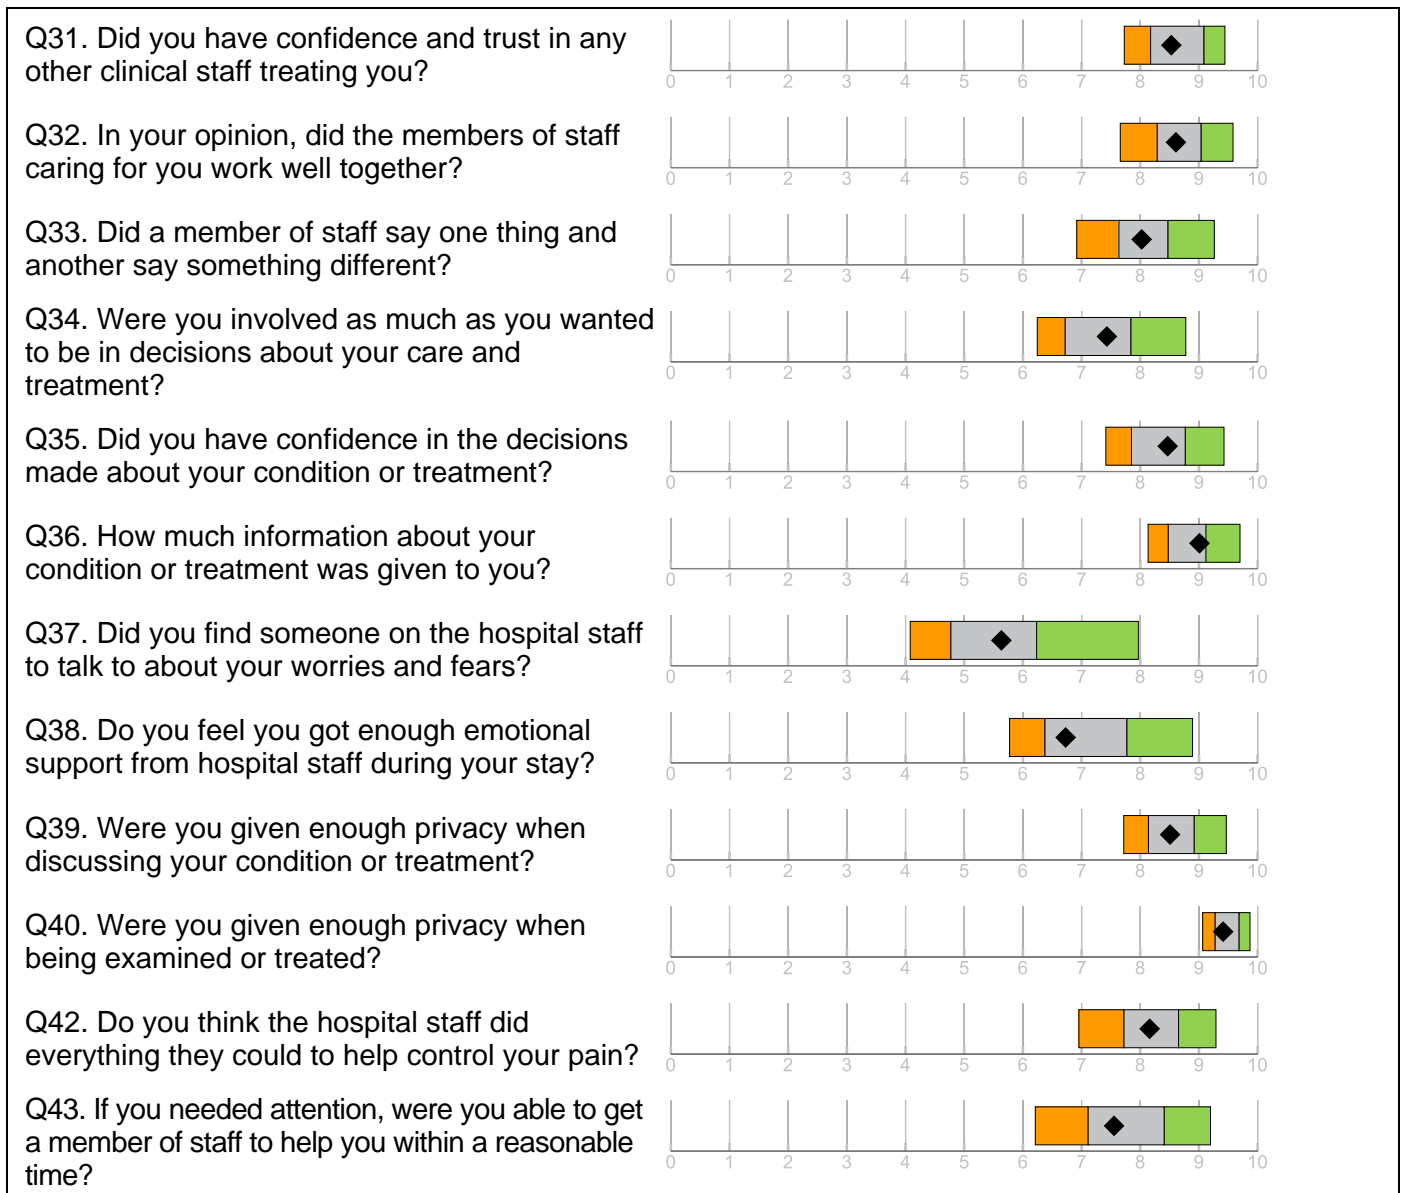 Q31. Did you have confidence and trust in any
other clinical staff treating you?
0 1 2 3 4 5 6 7 8 9 10
Q32. In your opinion, did the members of staff
caring for you work well together?
0 1 2 3 4 5 6 7 8 9 10
Q33. Did a member of staff say one thing and
another say something different?
0 1 2 3 4 5 6 7 8 9 10
Q34. Were you involved as much as you wanted
to be in decisions about your care and
treatment?
0 1 2 3 4 5 6 7 8 9 10
Q35. Did you have confidence in the decisions
made about your condition or treatment?
0 1 2 3 4 5 6 7 8 9 10
Q36. How much information about your
condition or treatment was given to you?
0 1 2 3 4 5 6 7 8 9 10
Q37. Did you find someone on the hospital staff
to talk to about your worries and fears?
0 1 2 3 4 5 6 7 8 9 10
Q38. Do you feel you got enough emotional
support from hospital staff during your stay?
0 1 2 3 4 5 6 7 8 9 10
Q39. Were you given enough privacy when
discussing your condition or treatment?
0 1 2 3 4 5 6 7 8 9 10
Q40. Were you given enough privacy when
being examined or treated?
0 1 2 3 4 5 6 7 8 9 10
Q42. Do you think the hospital staff did
everything they could to help control your pain?
0 1 2 3 4 5 6 7 8 9 10
Q43. If you needed attention, were you able to get
a member of staff to help you within a reasonable
time?
0 1 2 3 4 5 6 7 8 9 10